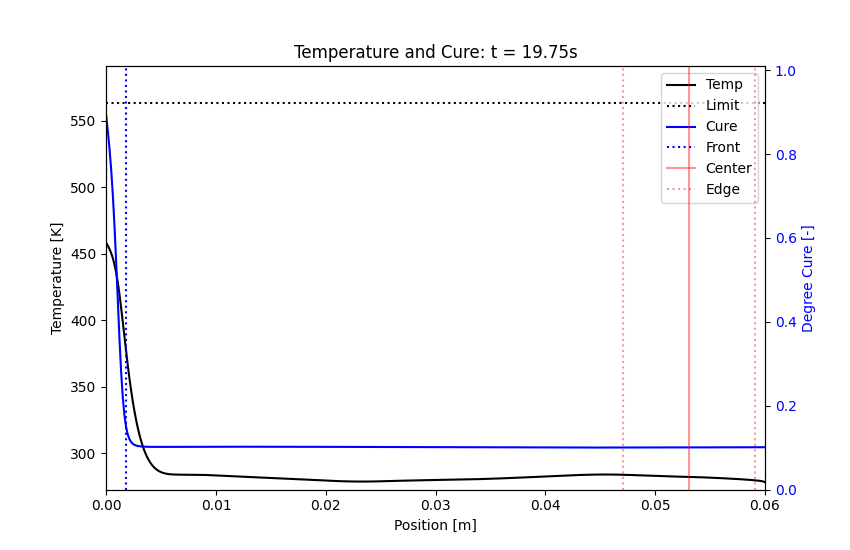 Temperature and Cure: t = 19.75s
Temp
Limit
Cure
Front
Center
Edge
550
500
450
400
350
300
Temperature [K]
1.0
0.8
0.6
0.4
0.2
0.0
Degree Cure [-]
0.00 0.01 0.02 0.03 0.04 0.05 0.06
Position [m]